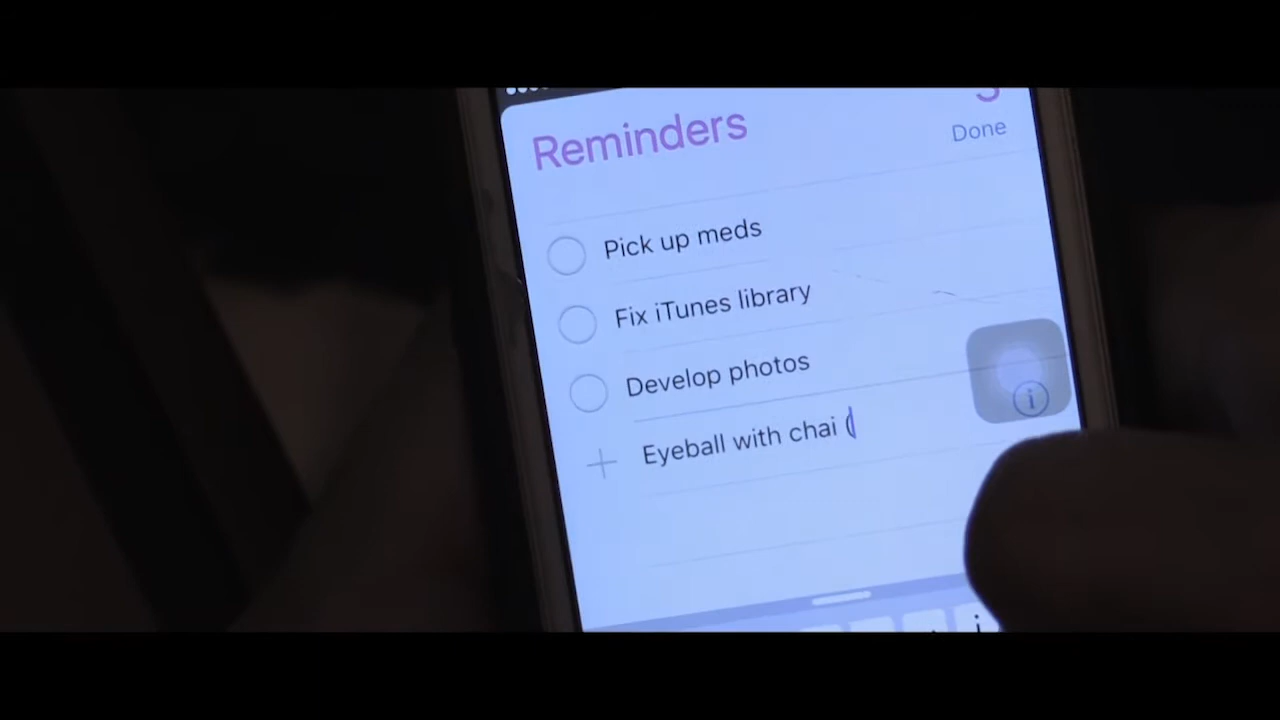 Reminders
Done
Pick up meds
Fix iTunes library
Develop photos
Eyeball with chai (